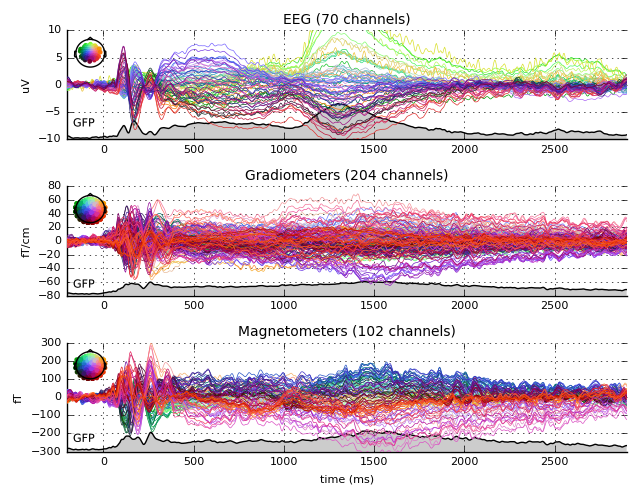 EEG (70 channels)
10
5
0
−5
−10
uV
GFP
0 500 1000 1500 2000 2500
Gradiometers (204 channels)
80
60
40
20
0
−20
−40
−60
−80
fT/cm
GFP
0 500 1000 1500 2000 2500
Magnetometers (102 channels)
300
200
100
0
−100
−200
−300
fT
GFP
0 500 1000 1500 2000 2500
time (ms)